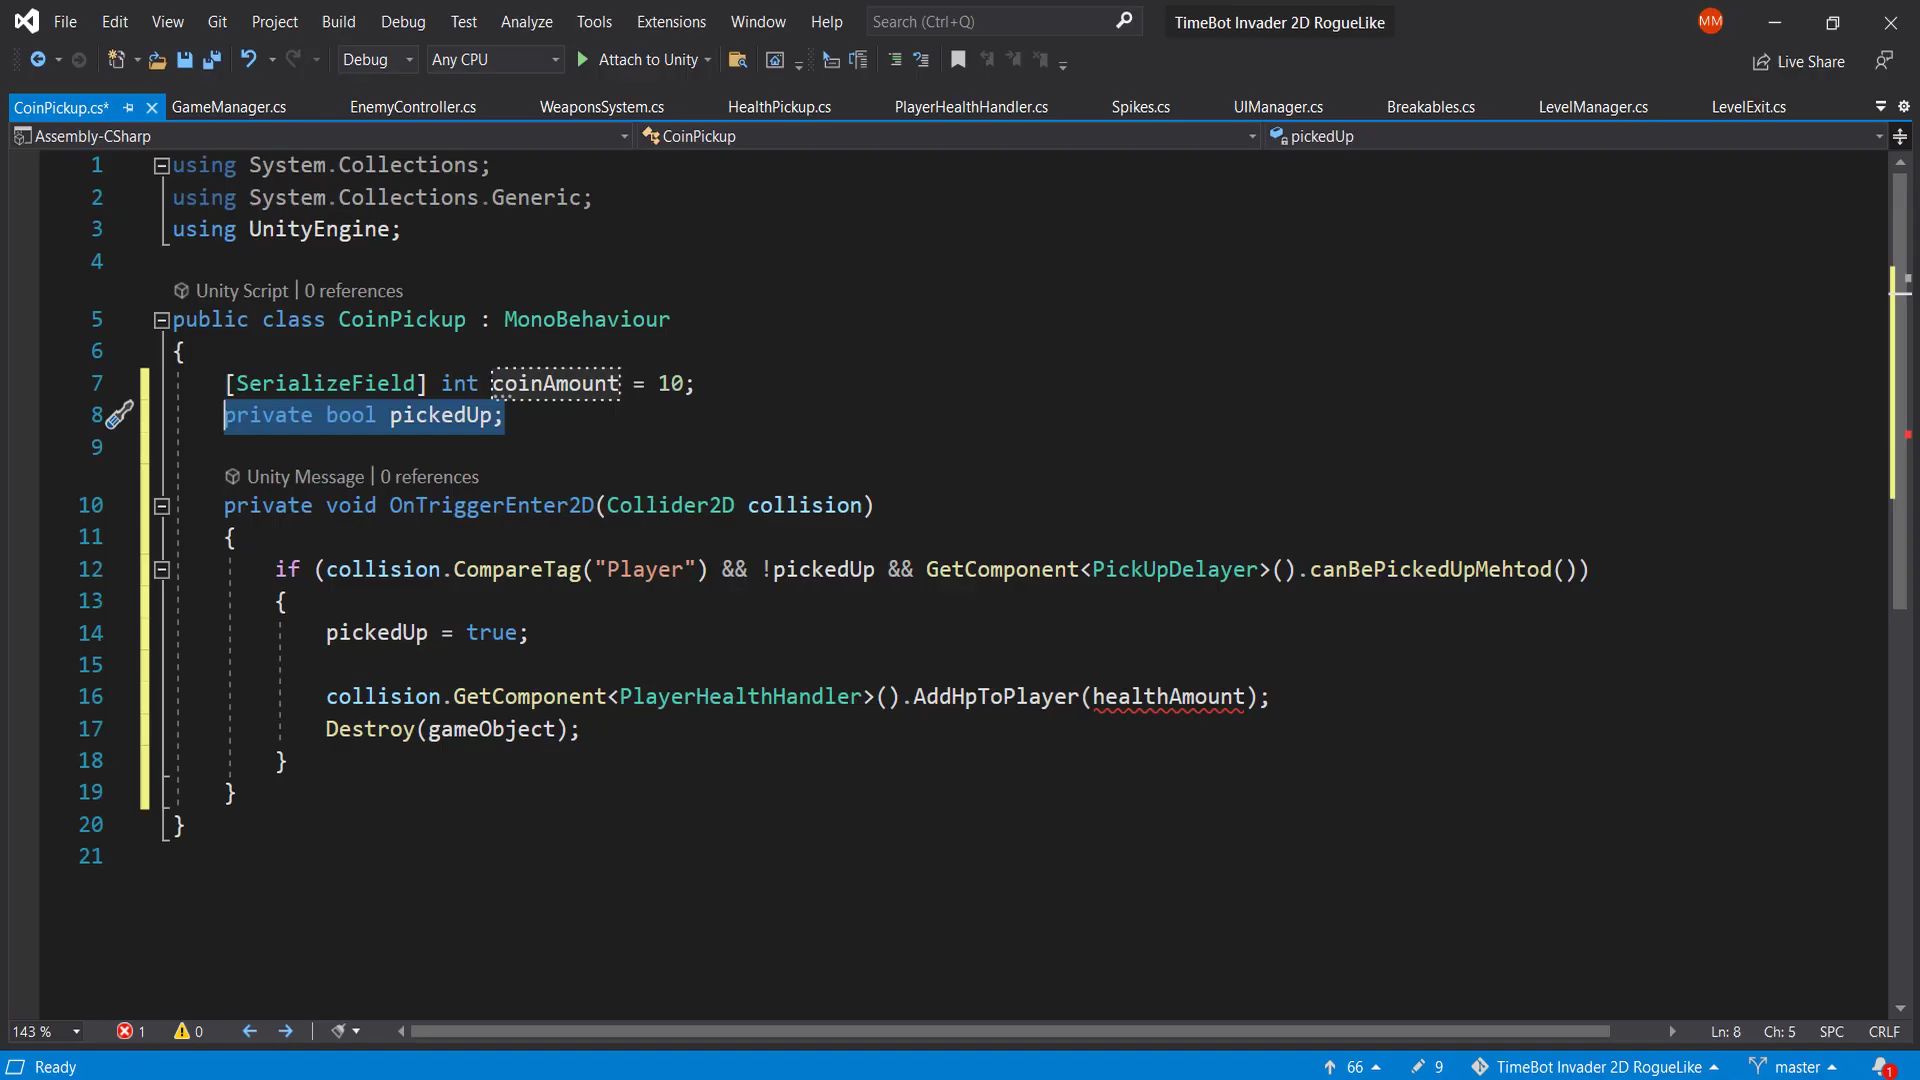 File Edit View Git Project Build Debug Test Analyze Tools Extensions Window Help Search (Ctrl+Q) TimeBot Invader 2D RogueLike MM
Debug Any CPU Attach to Unity Live Share
CoinPickup.cs* GameManager.cs EnemyController.cs WeaponsSystem.cs HealthPickup.cs PlayerHealthHandler.cs Spikes.cs UIManager.cs Breakables.cs LevelManager.cs LevelExit.cs
Assembly-CSharp CoinPickup pickedUp
1 using System.Collections;
2 using System.Collections.Generic;
3 using UnityEngine;
4
Unity Script | 0 references
5 public class CoinPickup : MonoBehaviour
6 {
7 [SerializeField] int coinAmount = 10;
8 private bool pickedUp;
9
Unity Message | 0 references
10 private void OnTriggerEnter2D(Collider2D collision)
11 {
12 if (collision.CompareTag("Player") && !pickedUp && GetComponent<PickUpDelayer>().canBePickedUpMehtod())
13 {
14 pickedUp = true;
15
16 collision.GetComponent<PlayerHealthHandler>().AddHpToPlayer(healthAmount);
17 Destroy(gameObject);
18 }
19 }
20 }
21
143 % 1 0 Ln: 8 Ch: 5 SPC CRLF
Ready 66 9 TimeBot Invader 2D RogueLike master 1